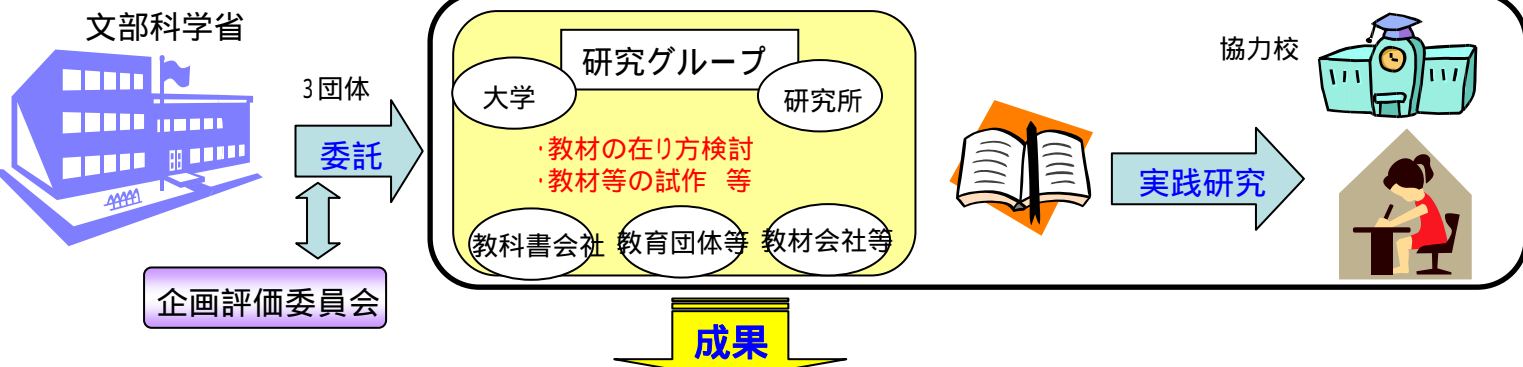 文部科学省
3団体
委託
企画評価委員会
研究グループ
大学
研究所
・教材の在り方検討
・教材等の試作 等
教科書会社
教育団体等
教材会社等
実践研究
協力校
成果